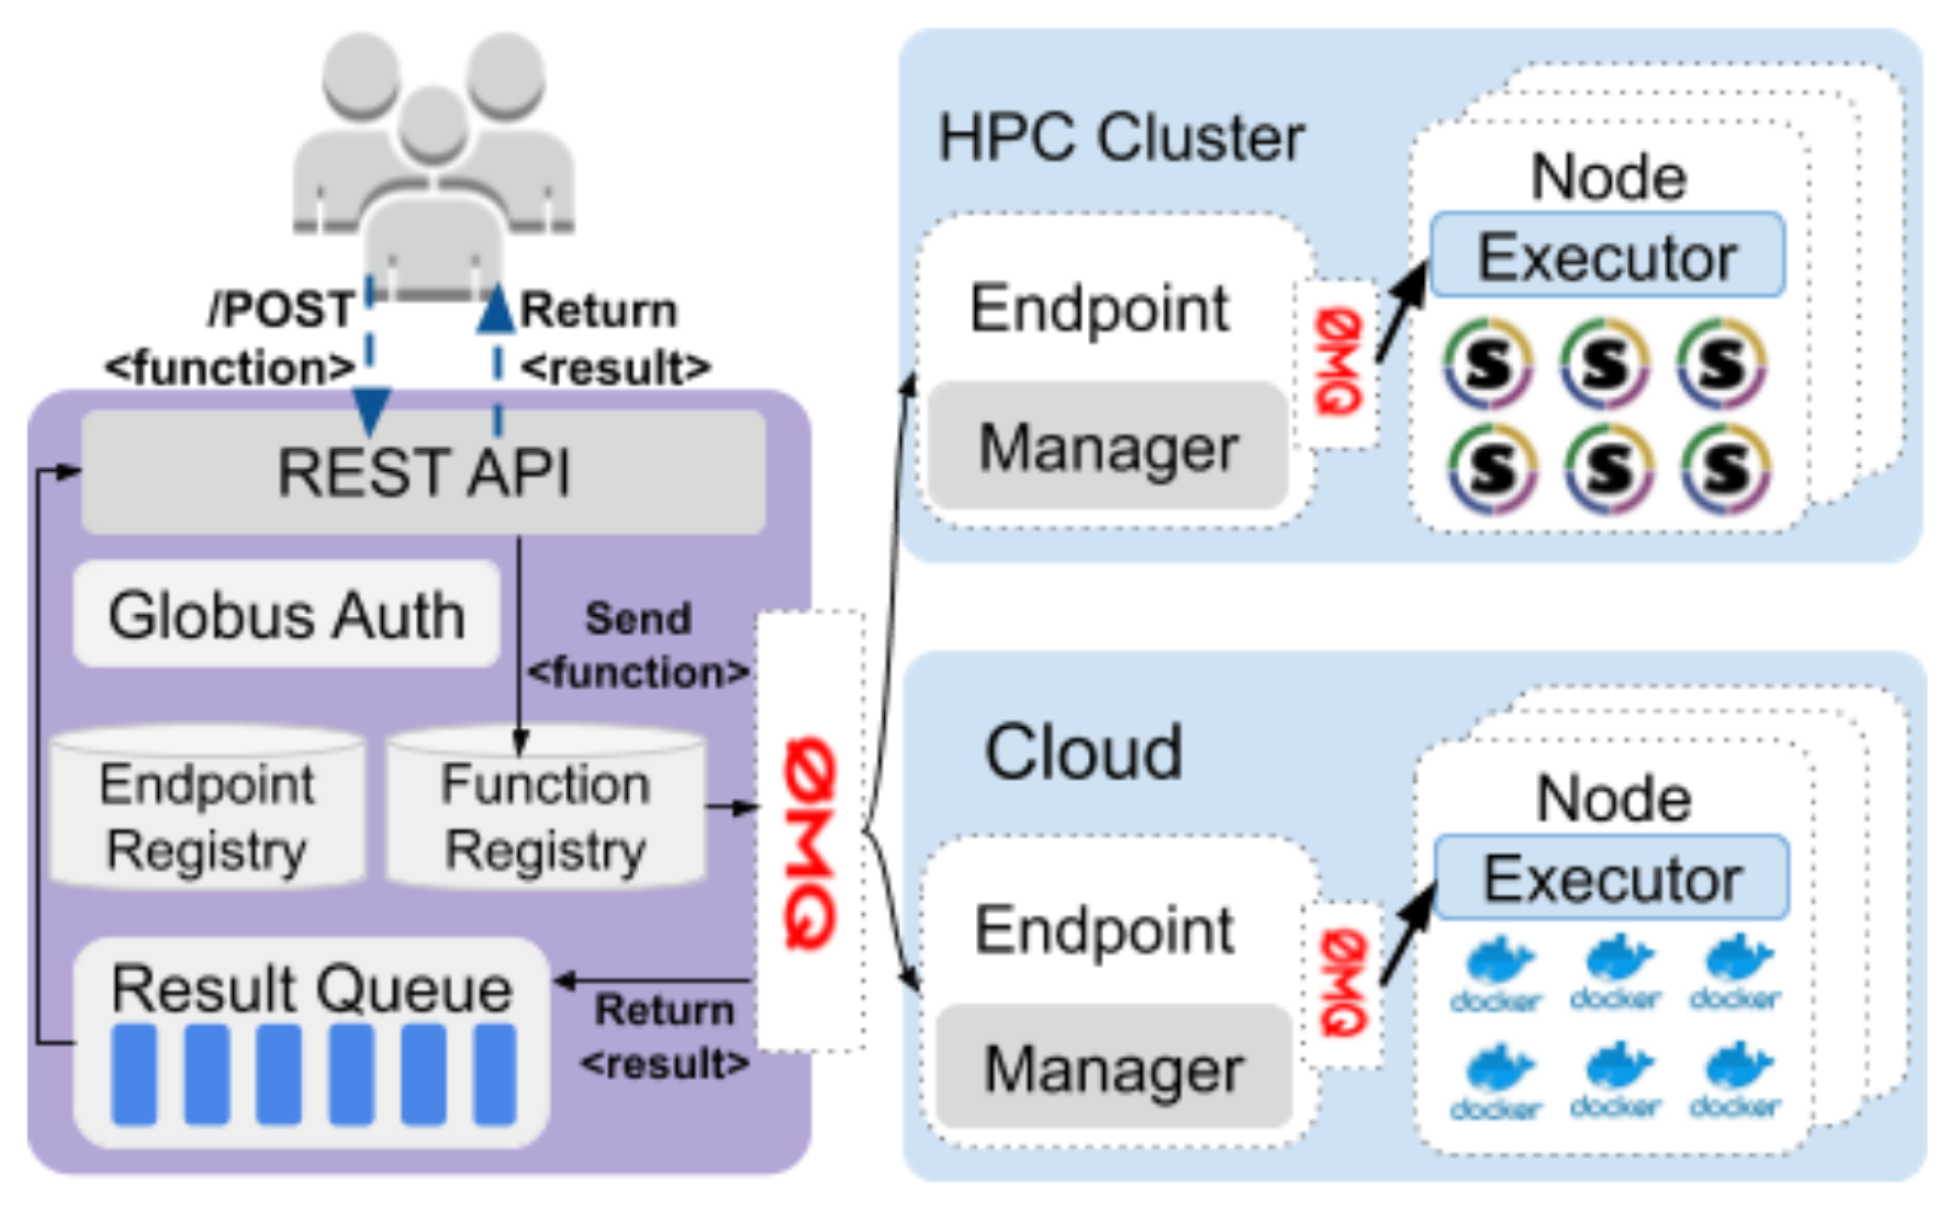 /POST
<function>
Return
<result>
REST API
Globus Auth
Send
<function>
Endpoint
Registry
Function
Registry
ØMQ
Result Queue
Return
<result>
HPC Cluster
Endpoint
Manager
ØMQ
Node
Executor
S S S
S S S
Cloud
Endpoint
Manager
ØMQ
Node
Executor
docker docker docker
docker docker docker